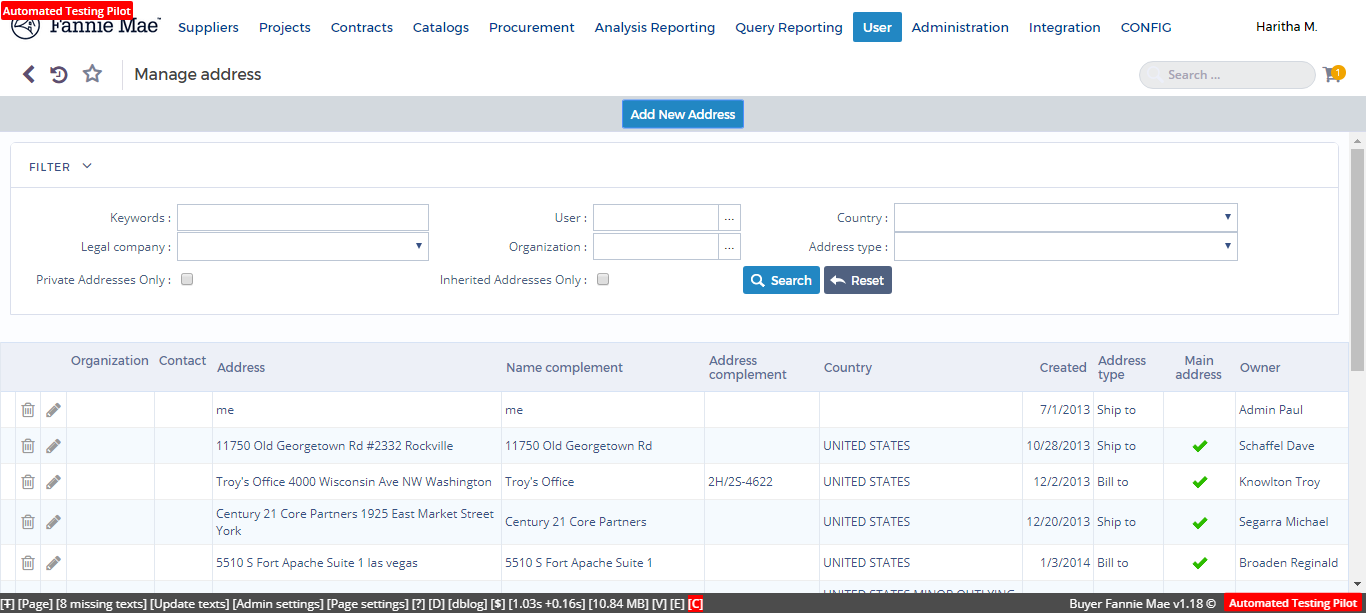 Automated Testing Pilot
Fannie Mae™ Suppliers Projects Contracts Catalogs Procurement Analysis Reporting Query Reporting User Administration Integration CONFIG Haritha M.
Manage address Search ... 1
Add New Address
FILTER
Keywords : User : ... Country :
Legal company : Organization : ... Address type :
Private Addresses Only : Inherited Addresses Only : Search Reset
Organization Contact Address Name complement Address complement Country Created Address type Main address Owner
me me 7/1/2013 Ship to Admin Paul
11750 Old Georgetown Rd #2332 Rockville 11750 Old Georgetown Rd UNITED STATES 10/28/2013 Ship to Schaffel Dave
Troy's Office 4000 Wisconsin Ave NW Washington Troy's Office 2H/2S-4622 UNITED STATES 12/2/2013 Bill to Knowlton Troy
Century 21 Core Partners 1925 East Market Street York Century 21 Core Partners UNITED STATES 12/20/2013 Ship to Segarra Michael
5510 S Fort Apache Suite 1 las vegas 5510 S Fort Apache Suite 1 UNITED STATES 1/3/2014 Bill to Broaden Reginald
UNITED STATES MINOR OUTLYING
[Ŧ] [Page] [8 missing texts] [Update texts] [Admin settings] [Page settings] [?] [D] [dblog] [$] [1.03s +0.16s] [10.84 MB] [V] [E] [C] Buyer Fannie Mae v1.18 © Automated Testing Pilot